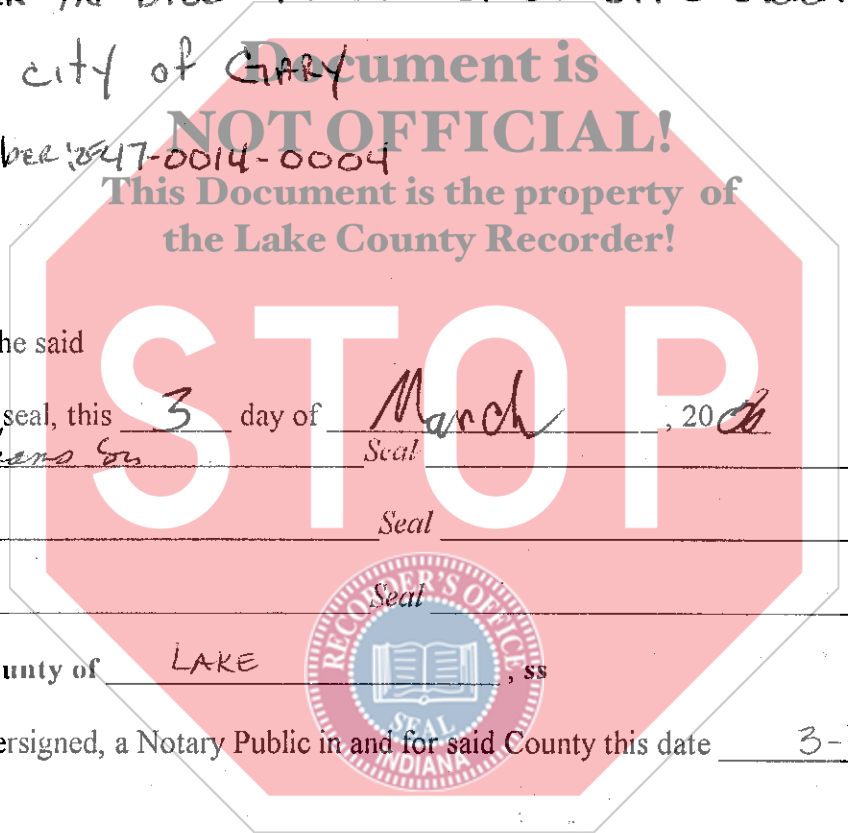 city of GARY
Document is
NOT OFFICIAL!
47-0014-0004
This Document is the property of
the Lake County Recorder!
he said
STOP
seal, this 3 day of March, 20 06
Seal
Seal
Seal
RECORDER'S OFFICE
SEAL
INDIANA
unty of LAKE, ss
ersigned, a Notary Public in and for said County this date 3-